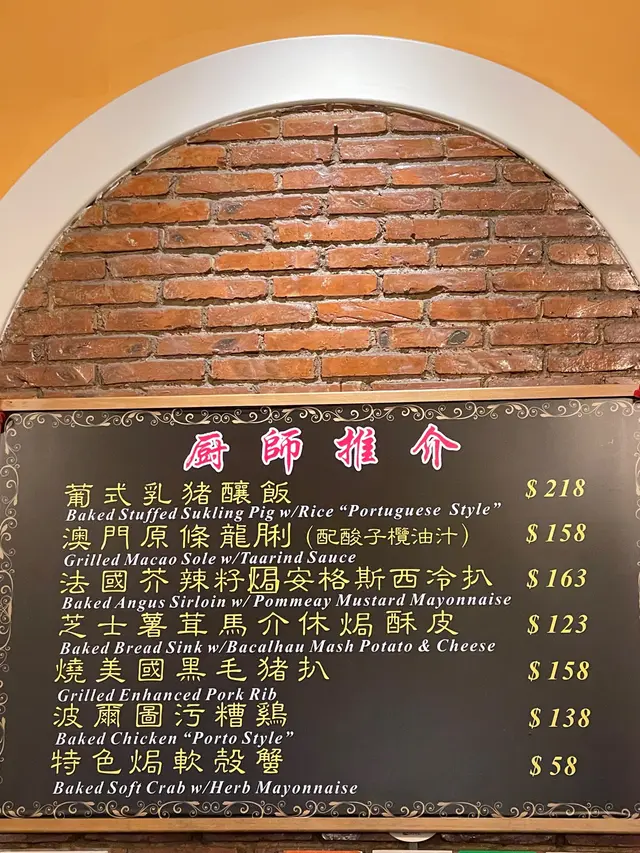 厨師推介
葡式乳豬釀飯 $218
Baked Stuffed Sukling Pig w/Rice "Portuguese Style"
澳門原條龍脷 (配酸子欖油汁) $158
Grilled Macao Sole w/Taarind Sauce
法國芥辣籽焗安格斯西冷扒 $163
Baked Angus Sirloin w/ Pommeay Mustard Mayonnaise
芝士薯茸馬介休焗酥皮 $123
Baked Bread Sink w/Bacalhau Mash Potato & Cheese
燒美國黑毛豬扒 $158
Grilled Enhanced Pork Rib
波爾圖污糟鷄 $138
Baked Chicken "Porto Style"
特色焗軟殼蟹 $58
Baked Soft Crab w/Herb Mayonnaise